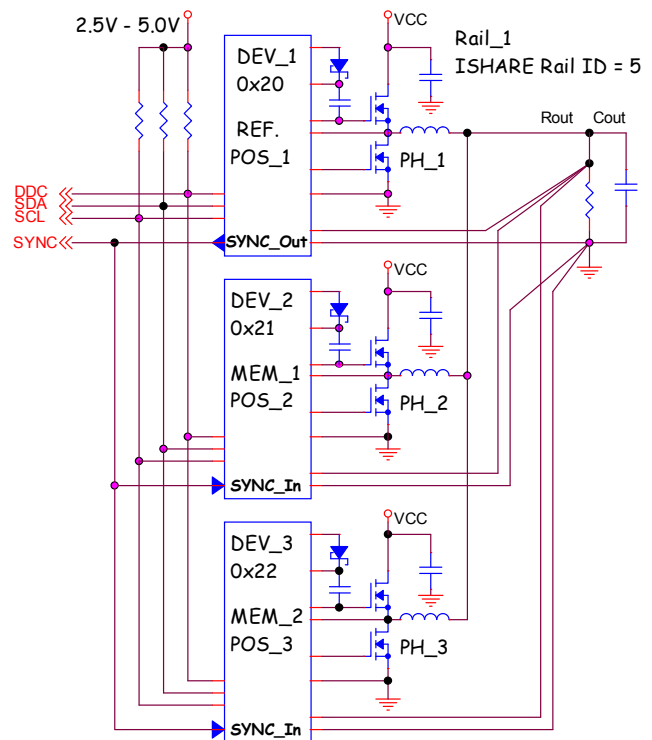 2.5V - 5.0V
VCC
Rail_1
ISHARE Rail ID = 5
DEV_1
0x20
REF.
POS_1
PH_1
Rout
Cout
DDC
SDA
SCL
SYNC
SYNC_Out
VCC
DEV_2
0x21
MEM_1
POS_2
PH_2
SYNC_In
VCC
DEV_3
0x22
MEM_2
POS_3
PH_3
SYNC_In